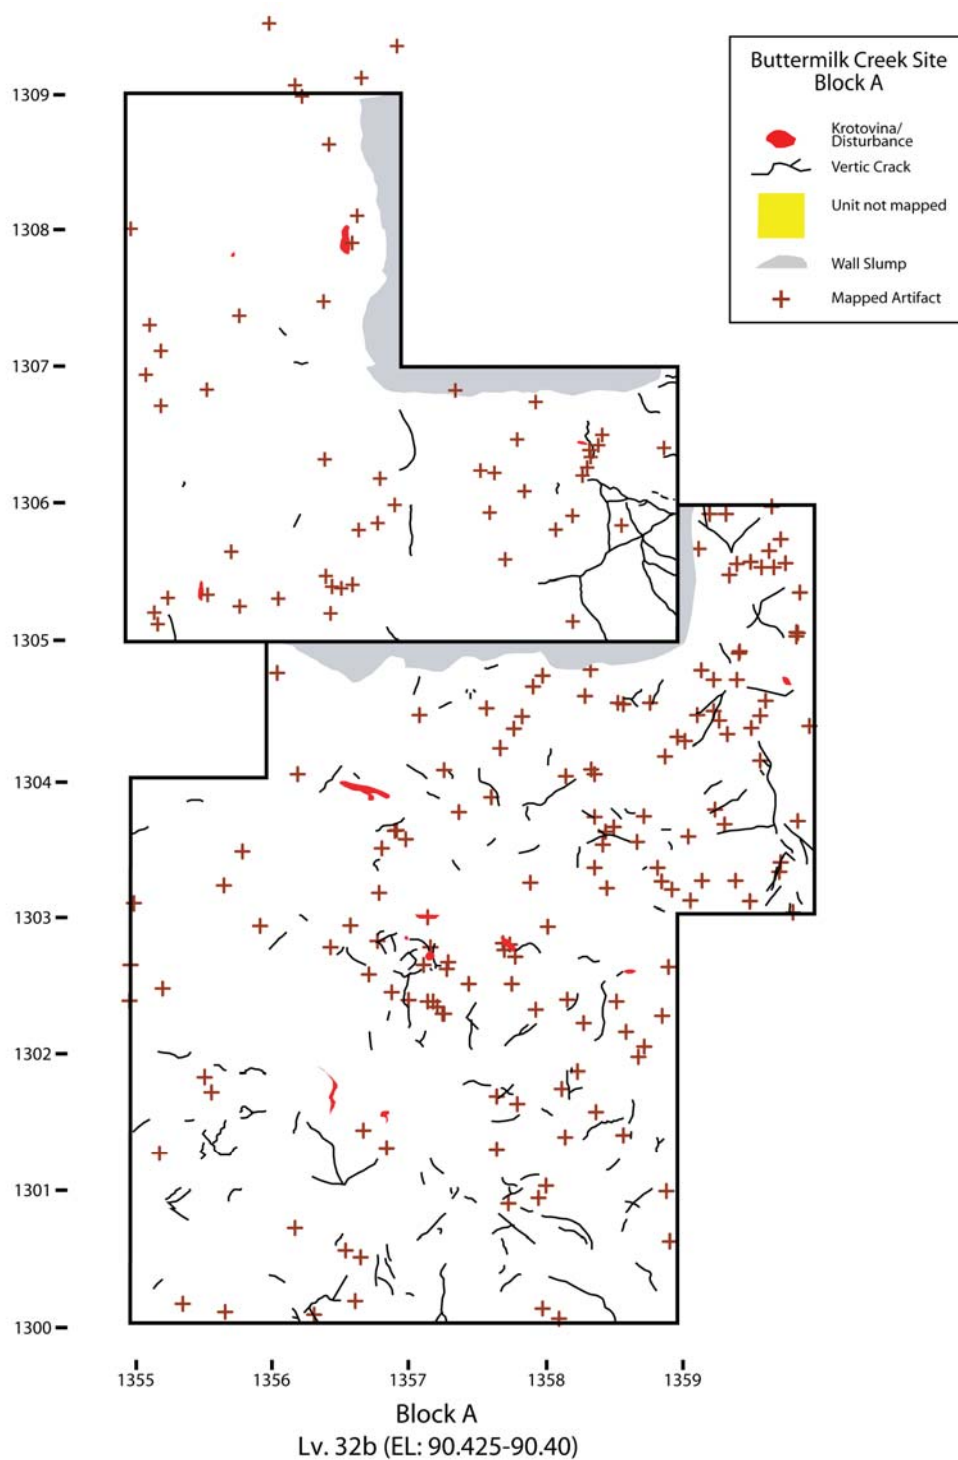 Buttermilk Creek Site
Block A
Krotovina/
Disturbance
Vertic Crack
Unit not mapped
Wall Slump
Mapped Artifact
1309
1308
1307
1306
1305
1304
1303
1302
1301
1300
1355 1356 1357 1358 1359
Block A
Lv. 32b (EL: 90.425-90.40)